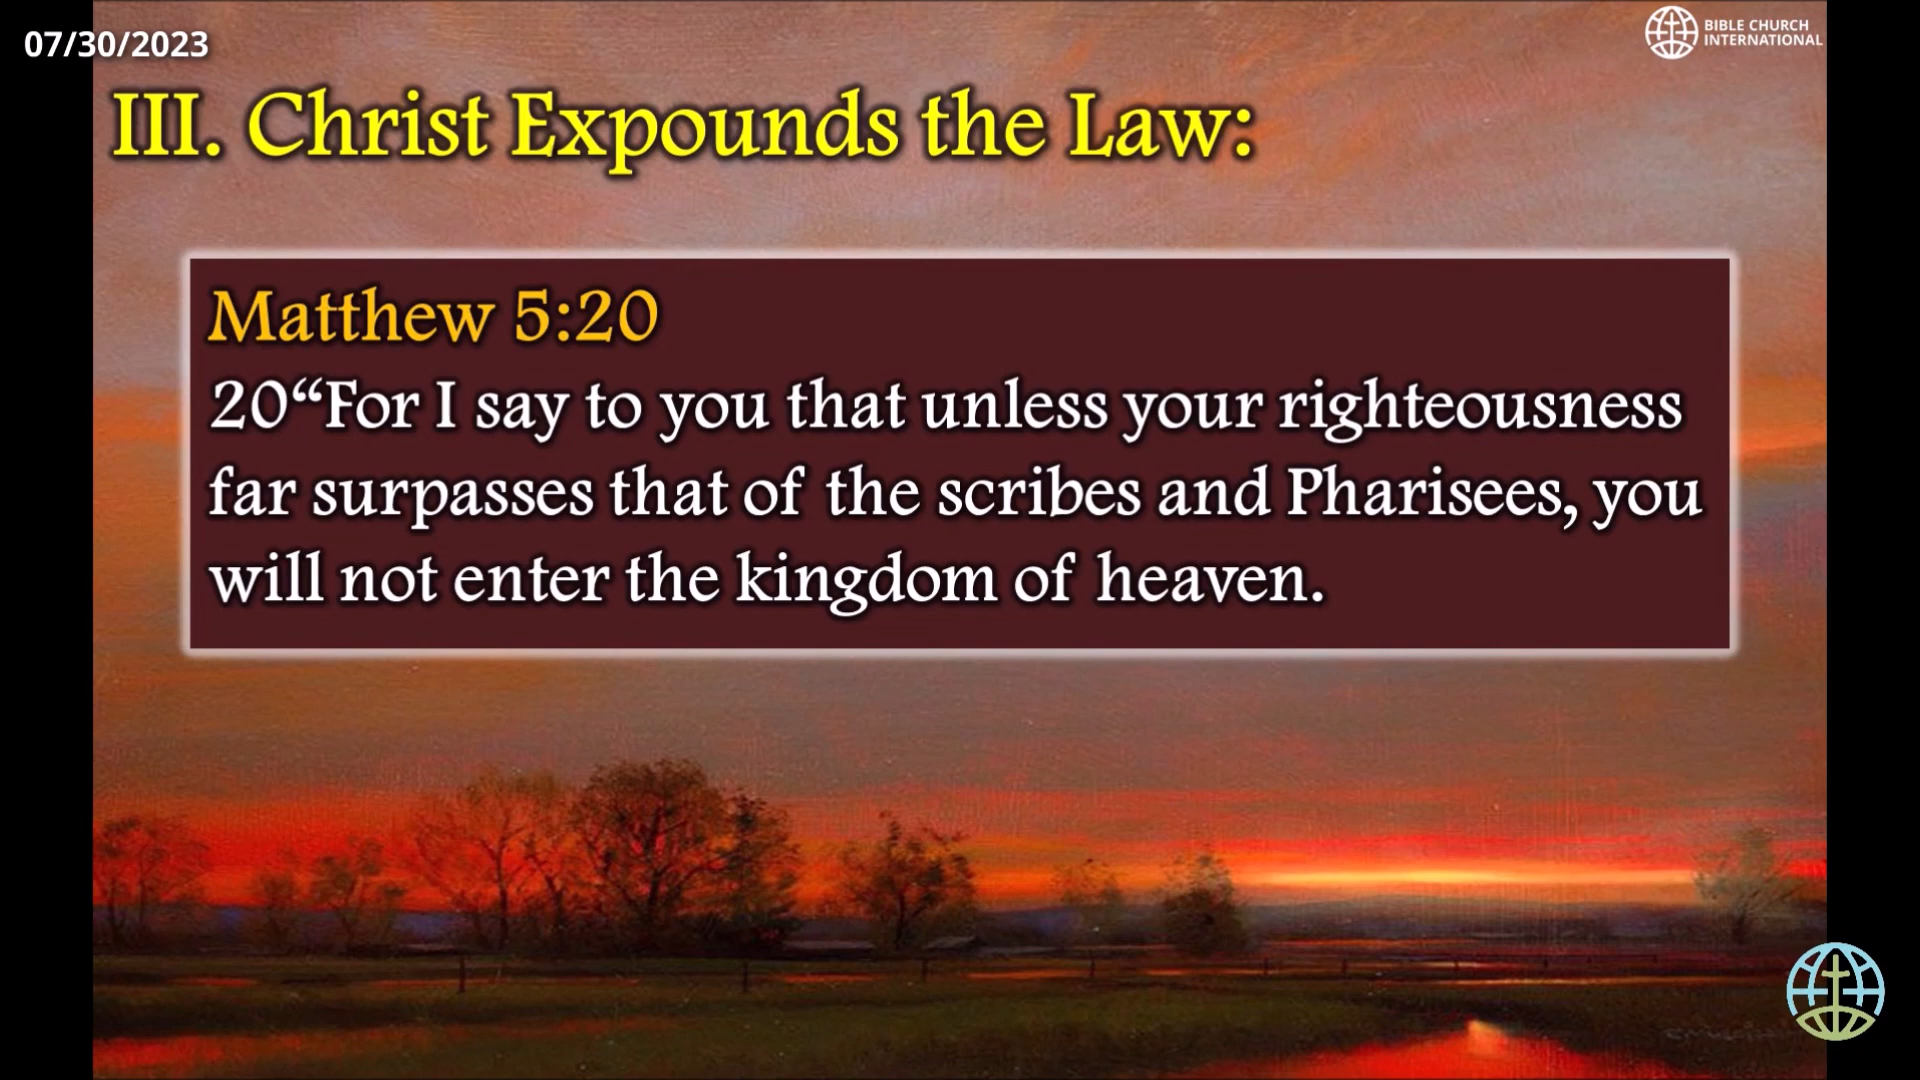 07/30/2023
BIBLE CHURCH
INTERNATIONAL
III. Christ Expounds the Law:
Matthew 5:20
20“For I say to you that unless your righteousness
far surpasses that of the scribes and Pharisees, you
will not enter the kingdom of heaven.